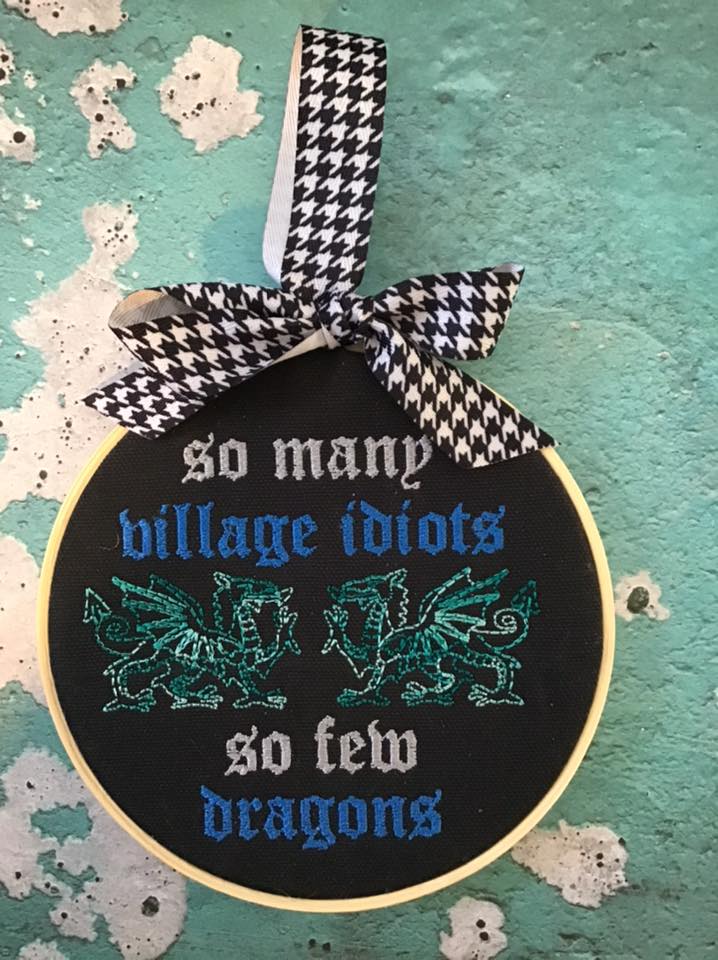 so many
village idiots
so few
dragons